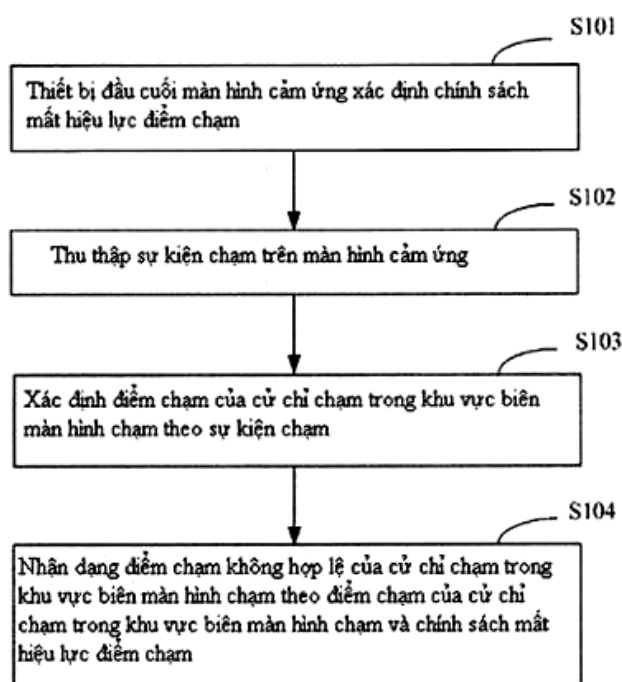 S101
Thiết bị đầu cuối màn hình cảm ứng xác định chính sách
mất hiệu lực điểm chạm
S102
Thu thập sự kiện chạm trên màn hình cảm ứng
S103
Xác định điểm chạm của cử chỉ chạm trong khu vực biên
màn hình chạm theo sự kiện chạm
S104
Nhận dạng điểm chạm không hợp lệ của cử chỉ chạm trong
khu vực biên màn hình chạm theo điểm chạm của cử chỉ
chạm trong khu vực biên màn hình chạm và chính sách mất
hiệu lực điểm chạm